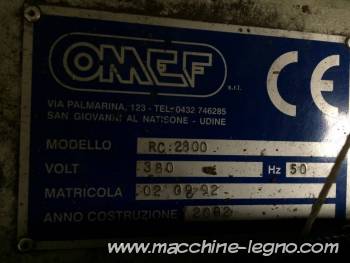 OMEF s.r.l.
CE
VIA PALMARINA, 123 - TEL. 0432 746285
SAN GIOVANNI AL NATISONE - UDINE
MODELLO RC.2800
VOLT 380 Hz 50
MATRICOLA 02 09 92
ANNO COSTRUZIONE 2002
www.macchine-legno.com